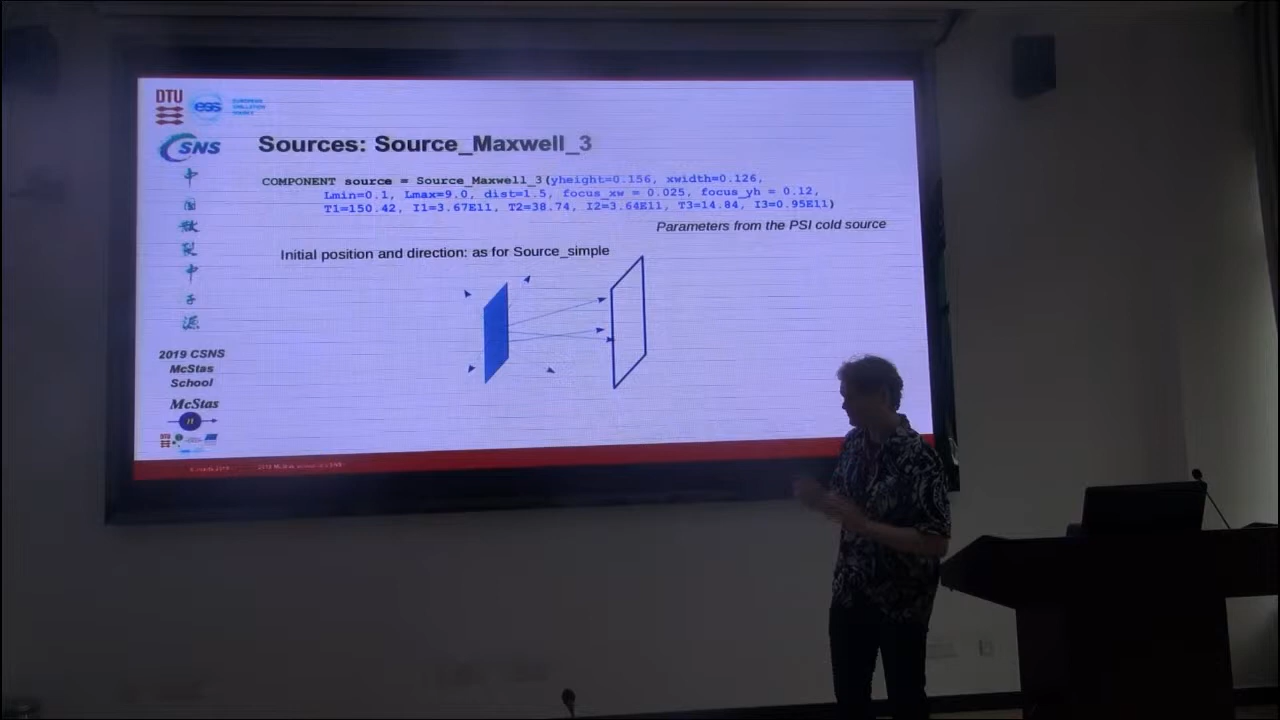 DTU
ess
EUROPEAN
SPALLATION
SOURCE
CSNS
中
国
散
裂
中
子
源
2019 CSNS
McStas
School
McStas
n
Sources: Source_Maxwell_3
COMPONENT source = Source_Maxwell_3(yheight=0.156, xwidth=0.126,
Lmin=0.1, Lmax=9.0, dist=1.5, focus_xw = 0.025, focus_yh = 0.12,
T1=150.42, I1=3.67E11, T2=38.74, I2=3.64E11, T3=14.84, I3=0.95E11)
Parameters from the PSI cold source
Initial position and direction: as for Source_simple